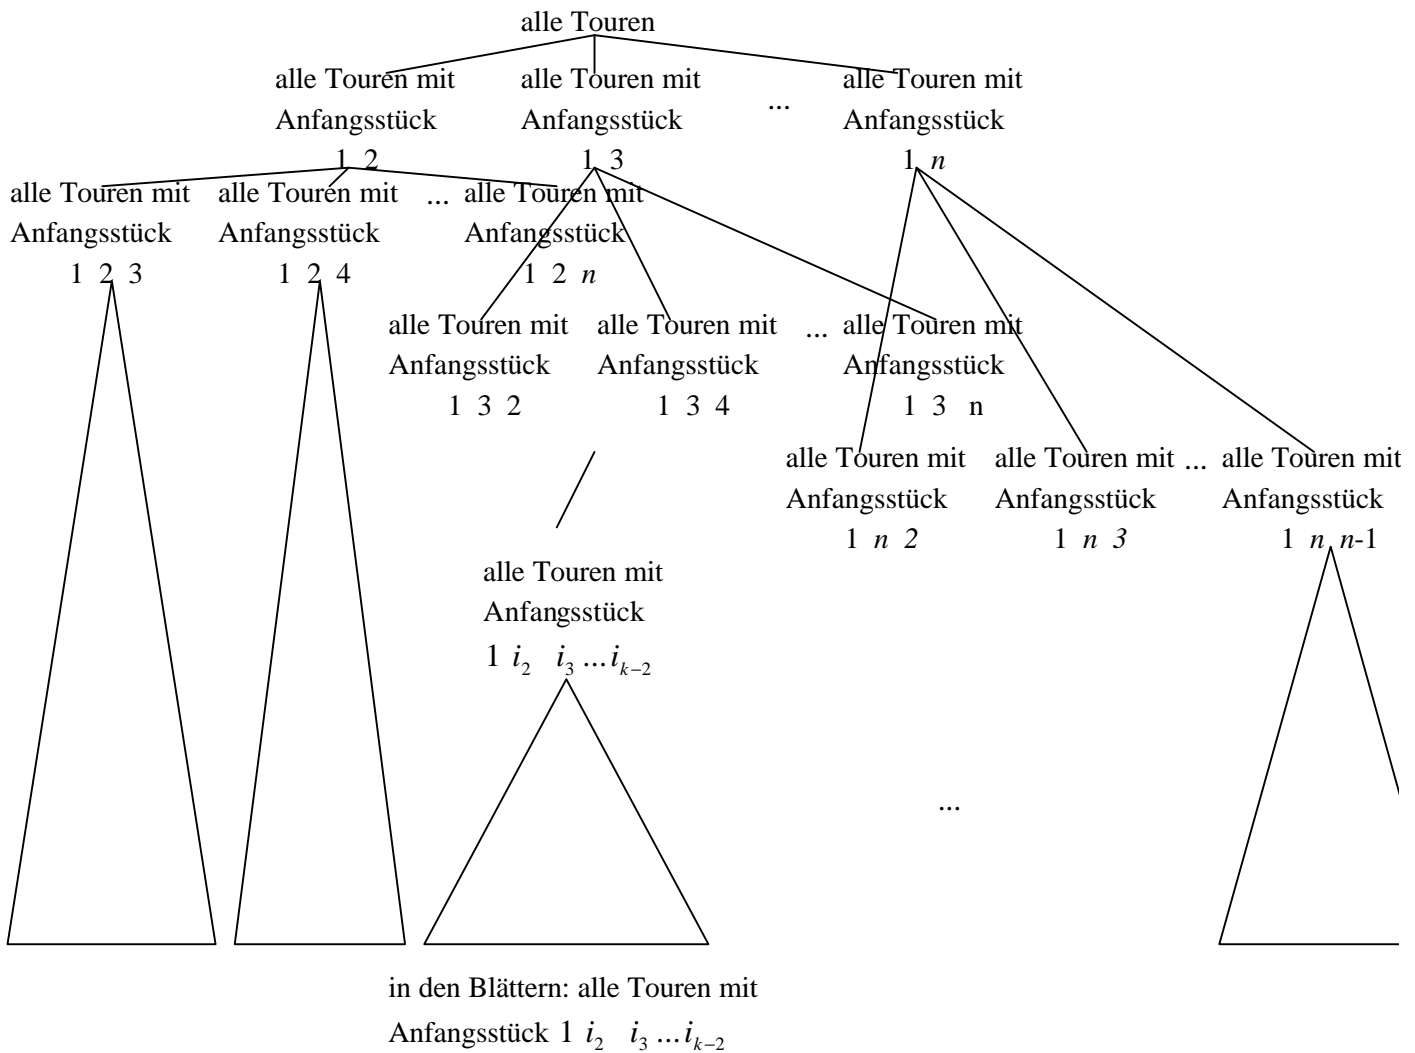 alle Touren
alle Touren mit
Anfangsstück
1 2
alle Touren mit
Anfangsstück
1 3
...
alle Touren mit
Anfangsstück
1 n
alle Touren mit
Anfangsstück
1 2 3
alle Touren mit
Anfangsstück
1 2 4
...
alle Touren mit
Anfangsstück
1 2 n
alle Touren mit
Anfangsstück
1 3 2
alle Touren mit
Anfangsstück
1 3 4
...
alle Touren mit
Anfangsstück
1 3 n
alle Touren mit
Anfangsstück
1 n 2
alle Touren mit
Anfangsstück
1 n 3
...
alle Touren mit
Anfangsstück
1 n n-1
alle Touren mit
Anfangsstück
1 i₂ i₃ ... iₖ₋₂
...
in den Blättern: alle Touren mit
Anfangsstück 1 i₂ i₃ ... iₖ₋₂